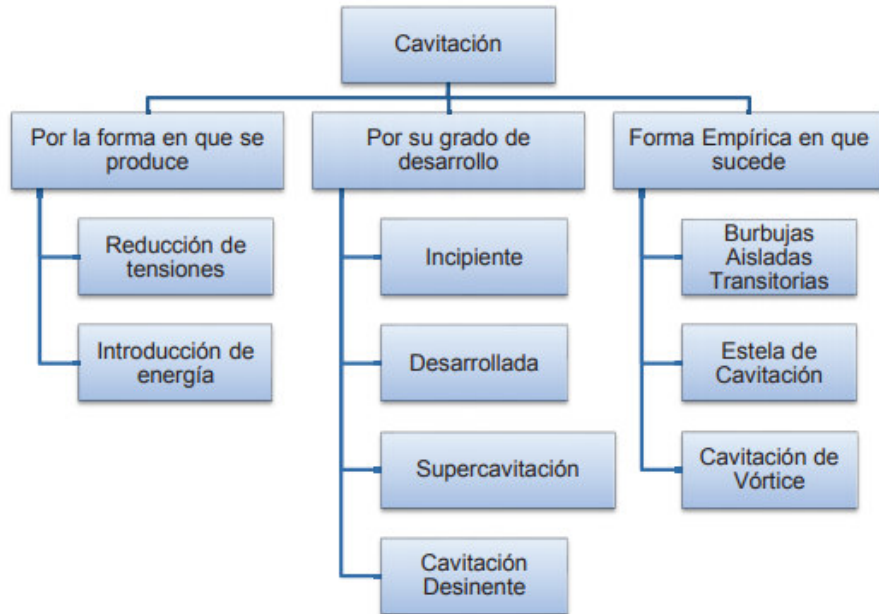 Cavitación
Por la forma en que se
produce
Reducción de
tensiones
Introducción de
energía
Por su grado de
desarrollo
Incipiente
Desarrollada
Supercavitación
Cavitación
Desinente
Forma Empírica en que
sucede
Burbujas
Aisladas
Transitorias
Estela de
Cavitación
Cavitación de
Vórtice